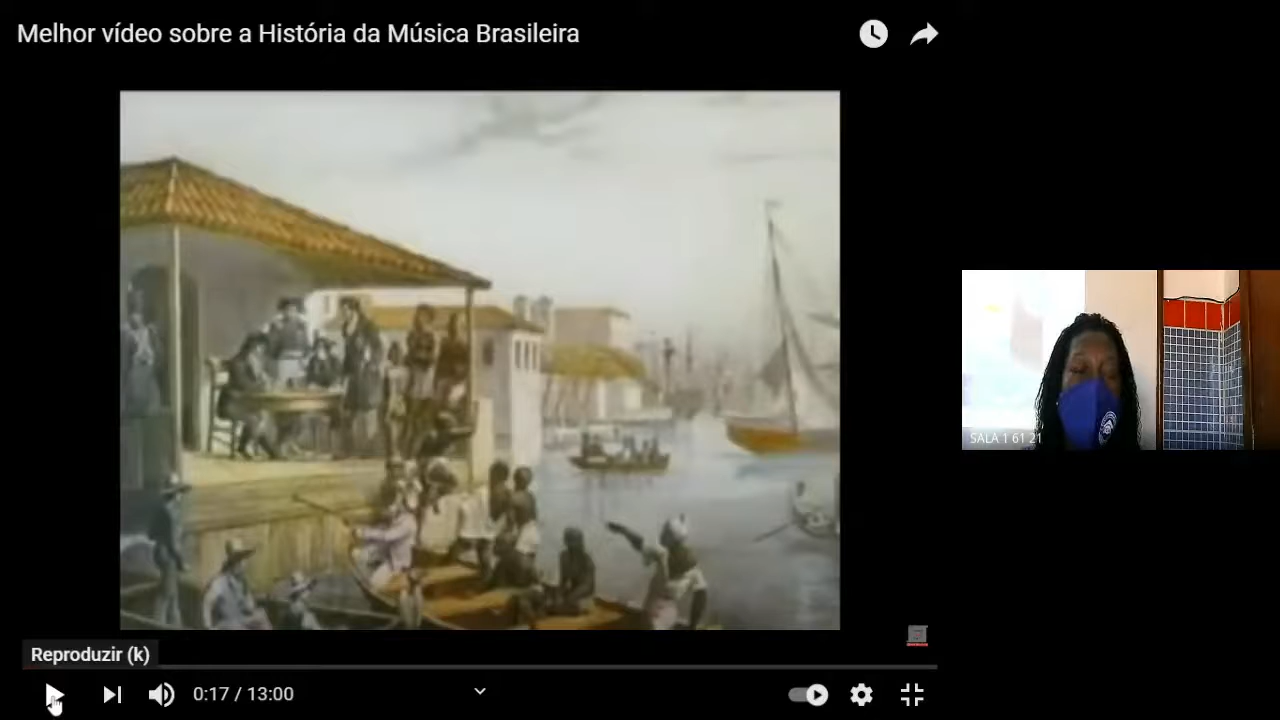 Melhor vídeo sobre a História da Música Brasileira
SALA 1 61 21
Reproduzir (k)
0:17 / 13:00